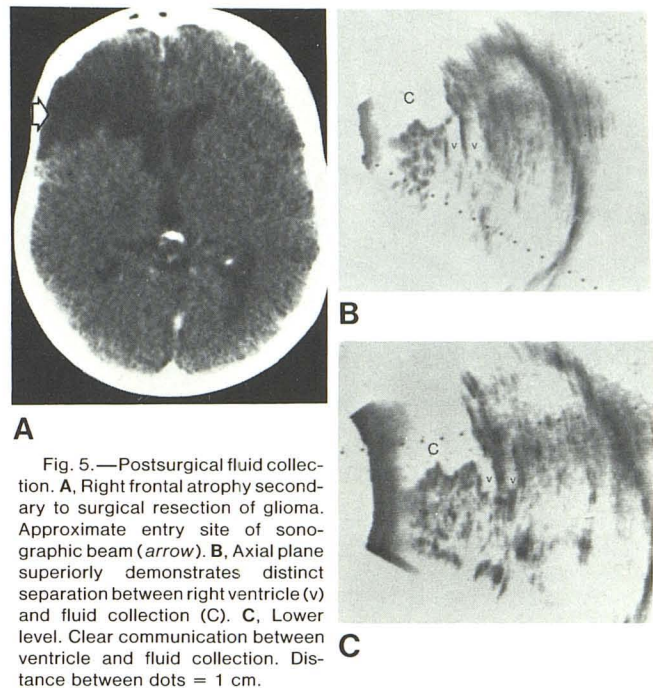 C
v v
B
C
v v
A
C
Fig. 5.—Postsurgical fluid collec-
tion. A, Right frontal atrophy second-
ary to surgical resection of glioma.
Approximate entry site of sono-
graphic beam (arrow). B, Axial plane
superiorly demonstrates distinct
separation between right ventricle (v)
and fluid collection (C). C, Lower
level. Clear communication between
ventricle and fluid collection. Dis-
tance between dots = 1 cm.